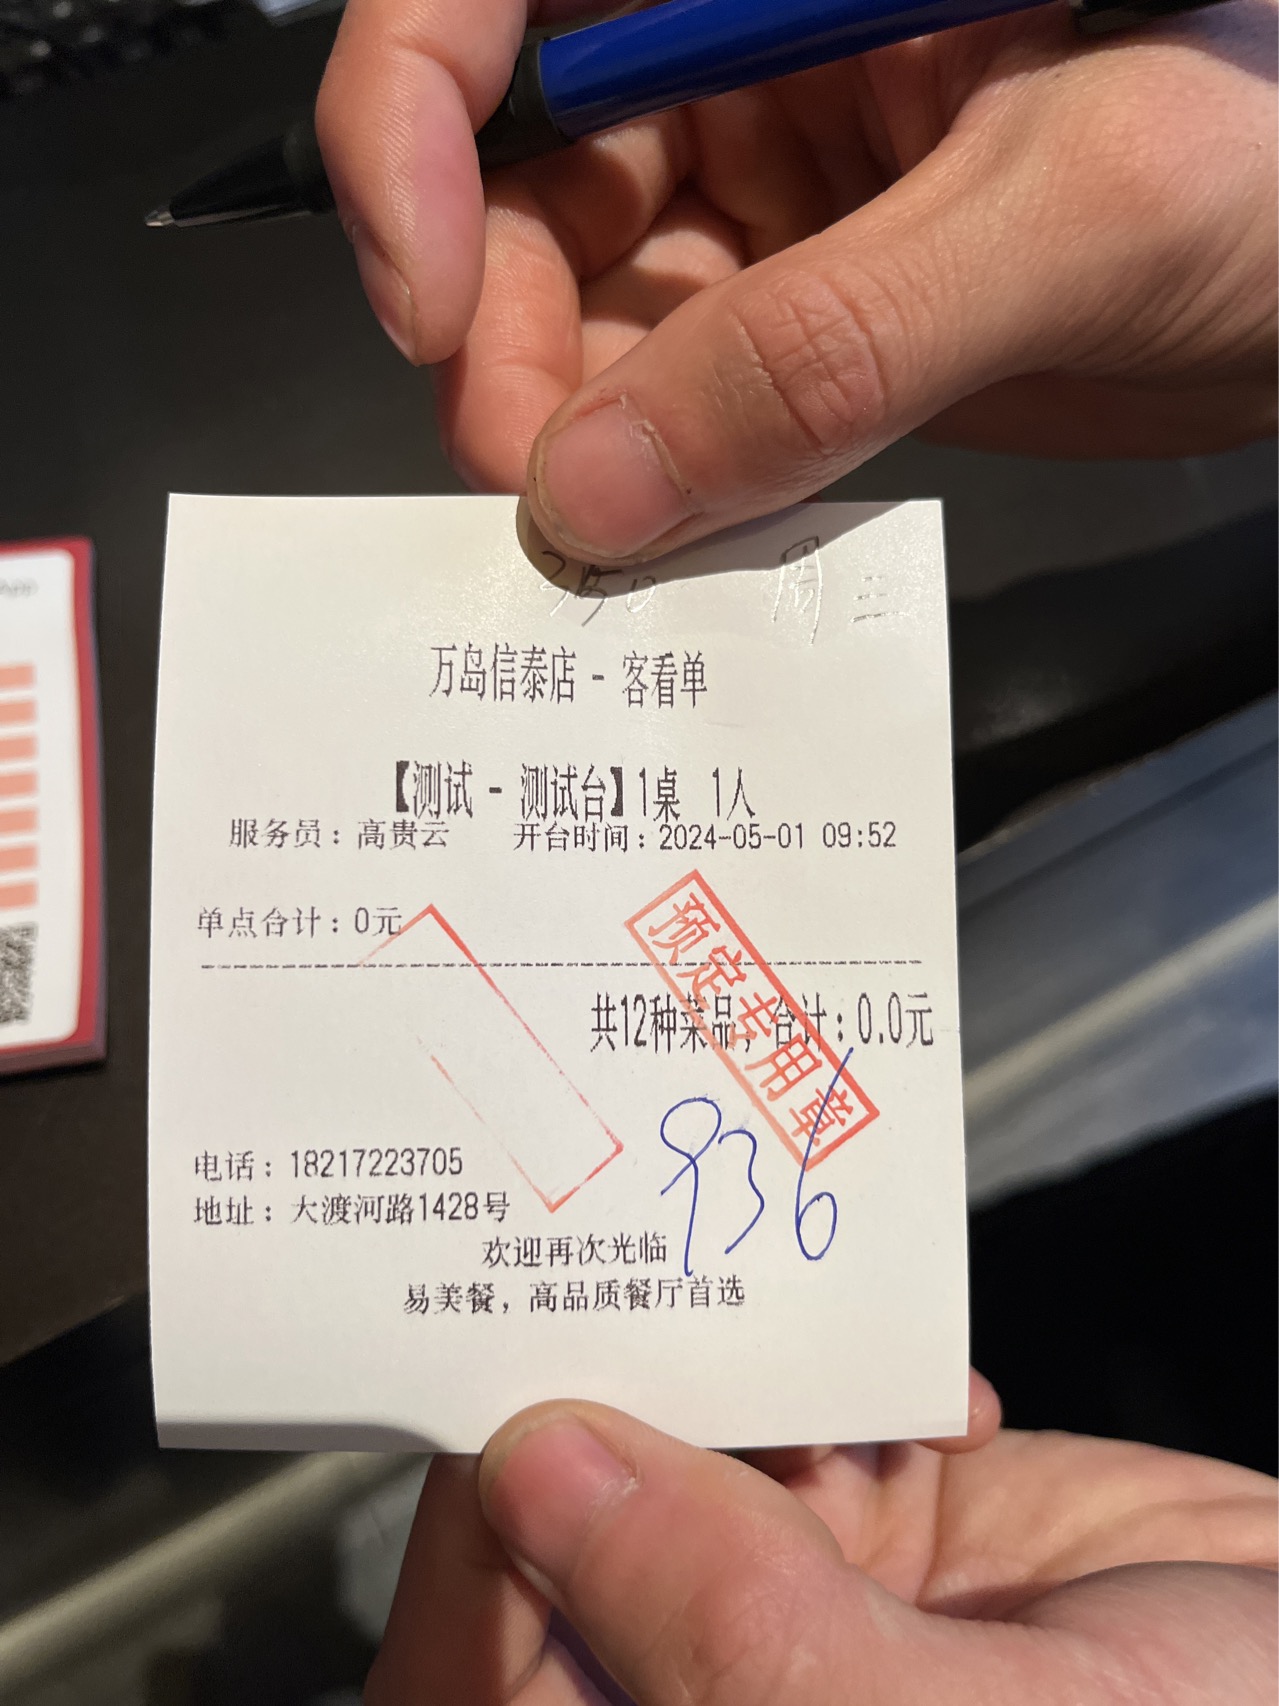 周三
万岛信泰店 - 客看单
【测试 - 测试台】1桌 1人
服务员：高贵云 开台时间：2024-05-01 09:52
单点合计：0元
共12种菜品，合计：0.0元
预定专用章
936
电话：18217223705
地址：大渡河路1428号
欢迎再次光临
易美餐，高品质餐厅首选